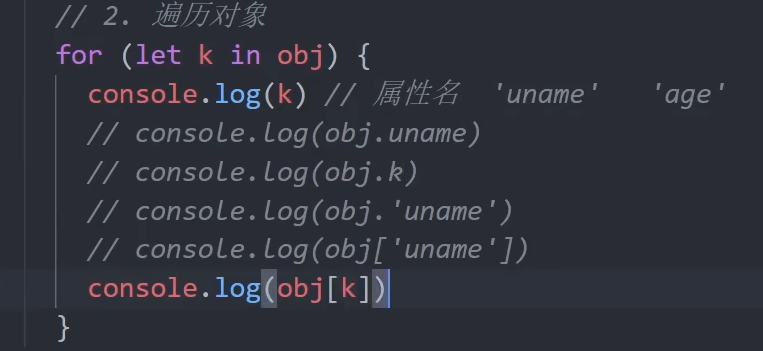 // 2. 遍历对象
for (let k in obj) {
console.log(k) // 属性名 'uname' 'age'
// console.log(obj.uname)
// console.log(obj.k)
// console.log(obj.'uname')
// console.log(obj['uname'])
console.log(obj[k])
}